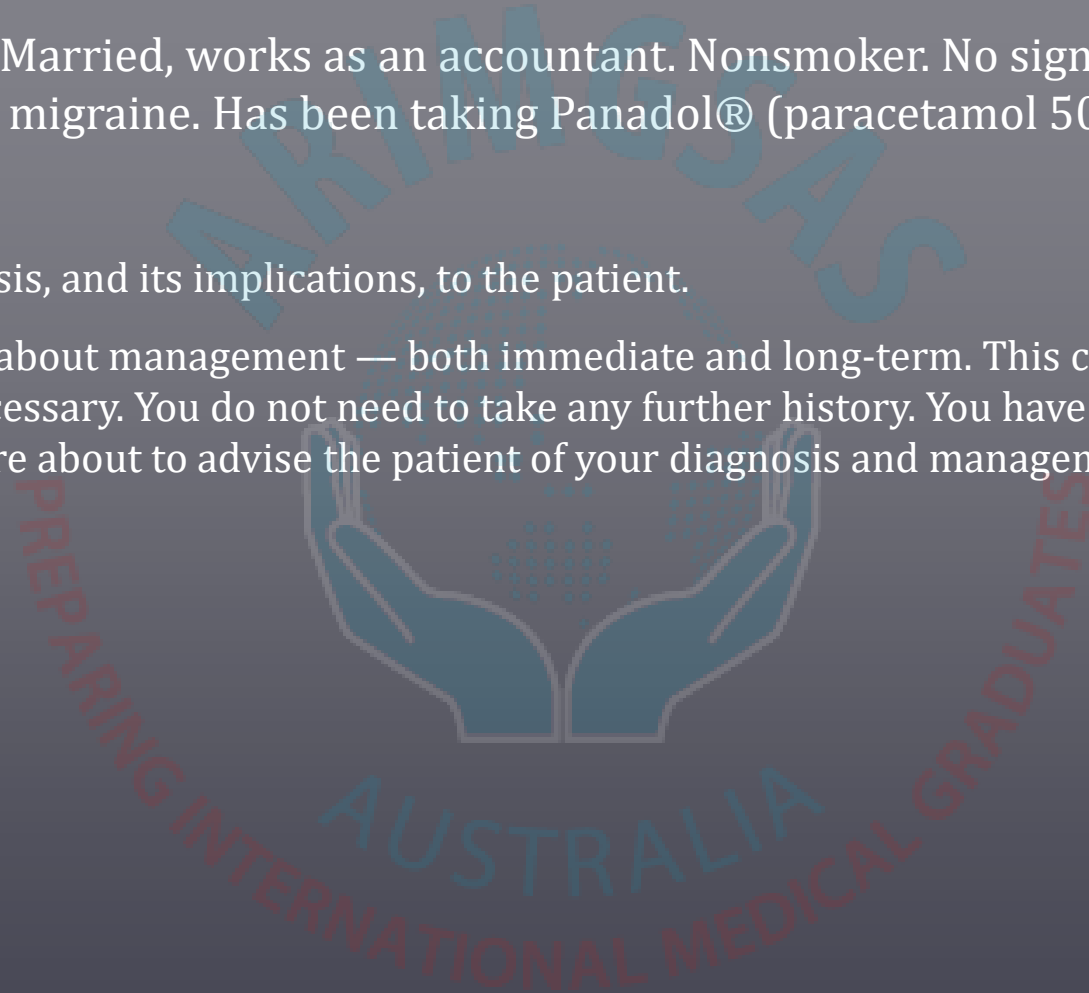 Married, works as an accountant. Nonsmoker. No sign
migraine. Has been taking Panadol® (paracetamol 50
sis, and its implications, to the patient.
about management — both immediate and long-term. This c
cessary. You do not need to take any further history. You have
re about to advise the patient of your diagnosis and managem
ARIMGSAS
AUSTRALIA
PREPARING INTERNATIONAL MEDICAL GRADUATES